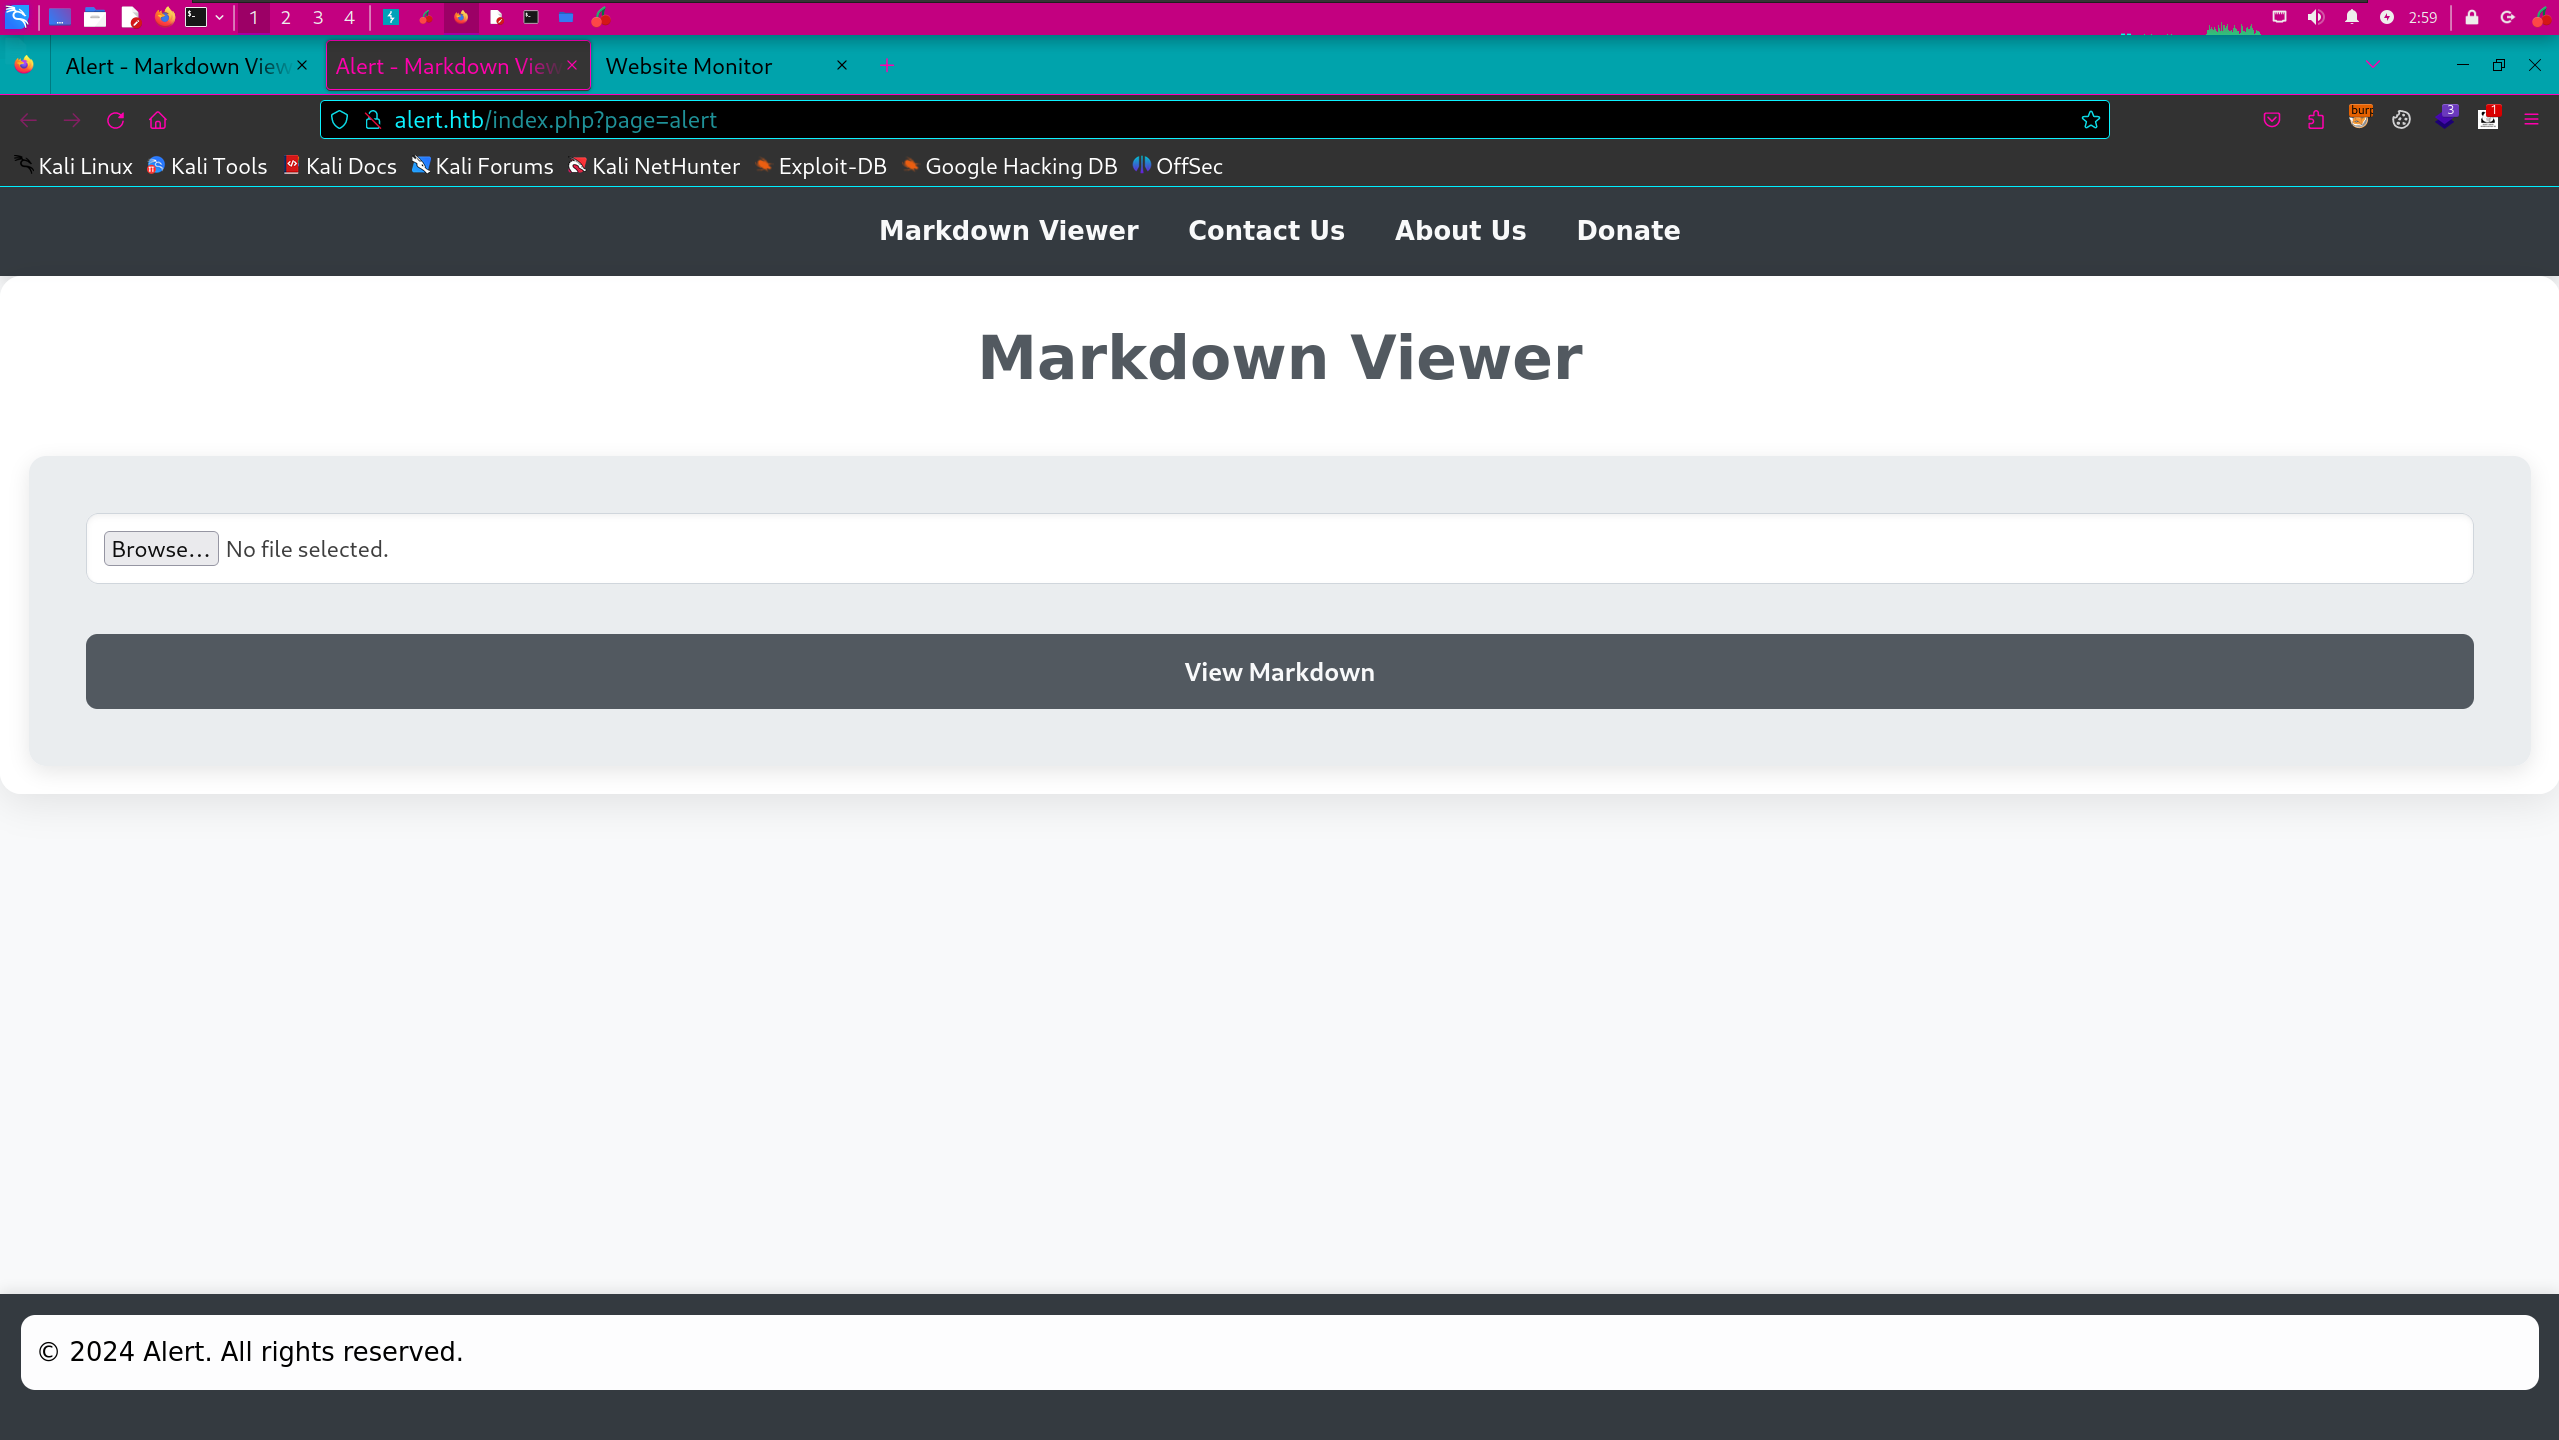 1 2 3 4 2:59
Alert - Markdown View Alert - Markdown View Website Monitor
alert.htb/index.php?page=alert
burp 3 1
Kali Linux Kali Tools Kali Docs Kali Forums Kali NetHunter Exploit-DB Google Hacking DB OffSec
Markdown Viewer Contact Us About Us Donate
Markdown Viewer
Browse... No file selected.
View Markdown
© 2024 Alert. All rights reserved.